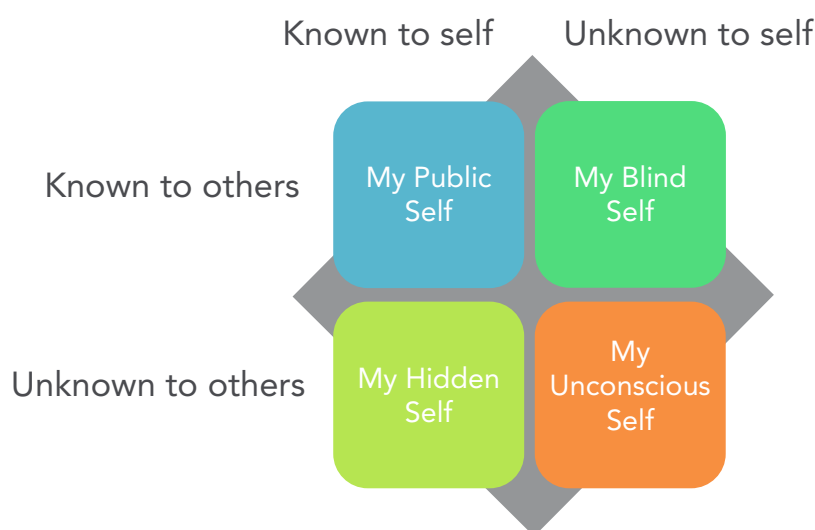 Known to self Unknown to self
Known to others
My Public
Self
My Blind
Self
Unknown to others
My Hidden
Self
My
Unconscious
Self